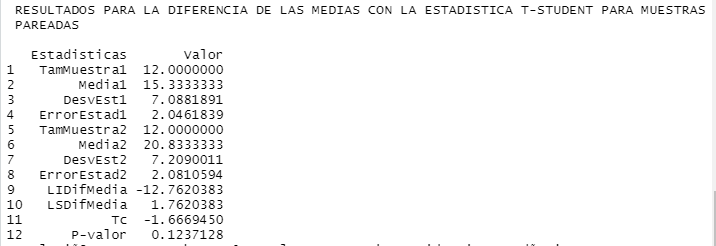 RESULTADOS PARA LA DIFERENCIA DE LAS MEDIAS CON LA ESTADISTICA T-STUDENT PARA MUESTRAS
PAREADAS
Estadisticas Valor
1 TamMuestra1 12.0000000
2 Media1 15.3333333
3 DesvEst1 7.0881891
4 ErrorEstad1 2.0461839
5 TamMuestra2 12.0000000
6 Media2 20.8333333
7 DesvEst2 7.2090011
8 ErrorEstad2 2.0810594
9 LIDifMedia -12.7620383
10 LSDifMedia 1.7620383
11 Tc -1.6669450
12 P-valor 0.1237128